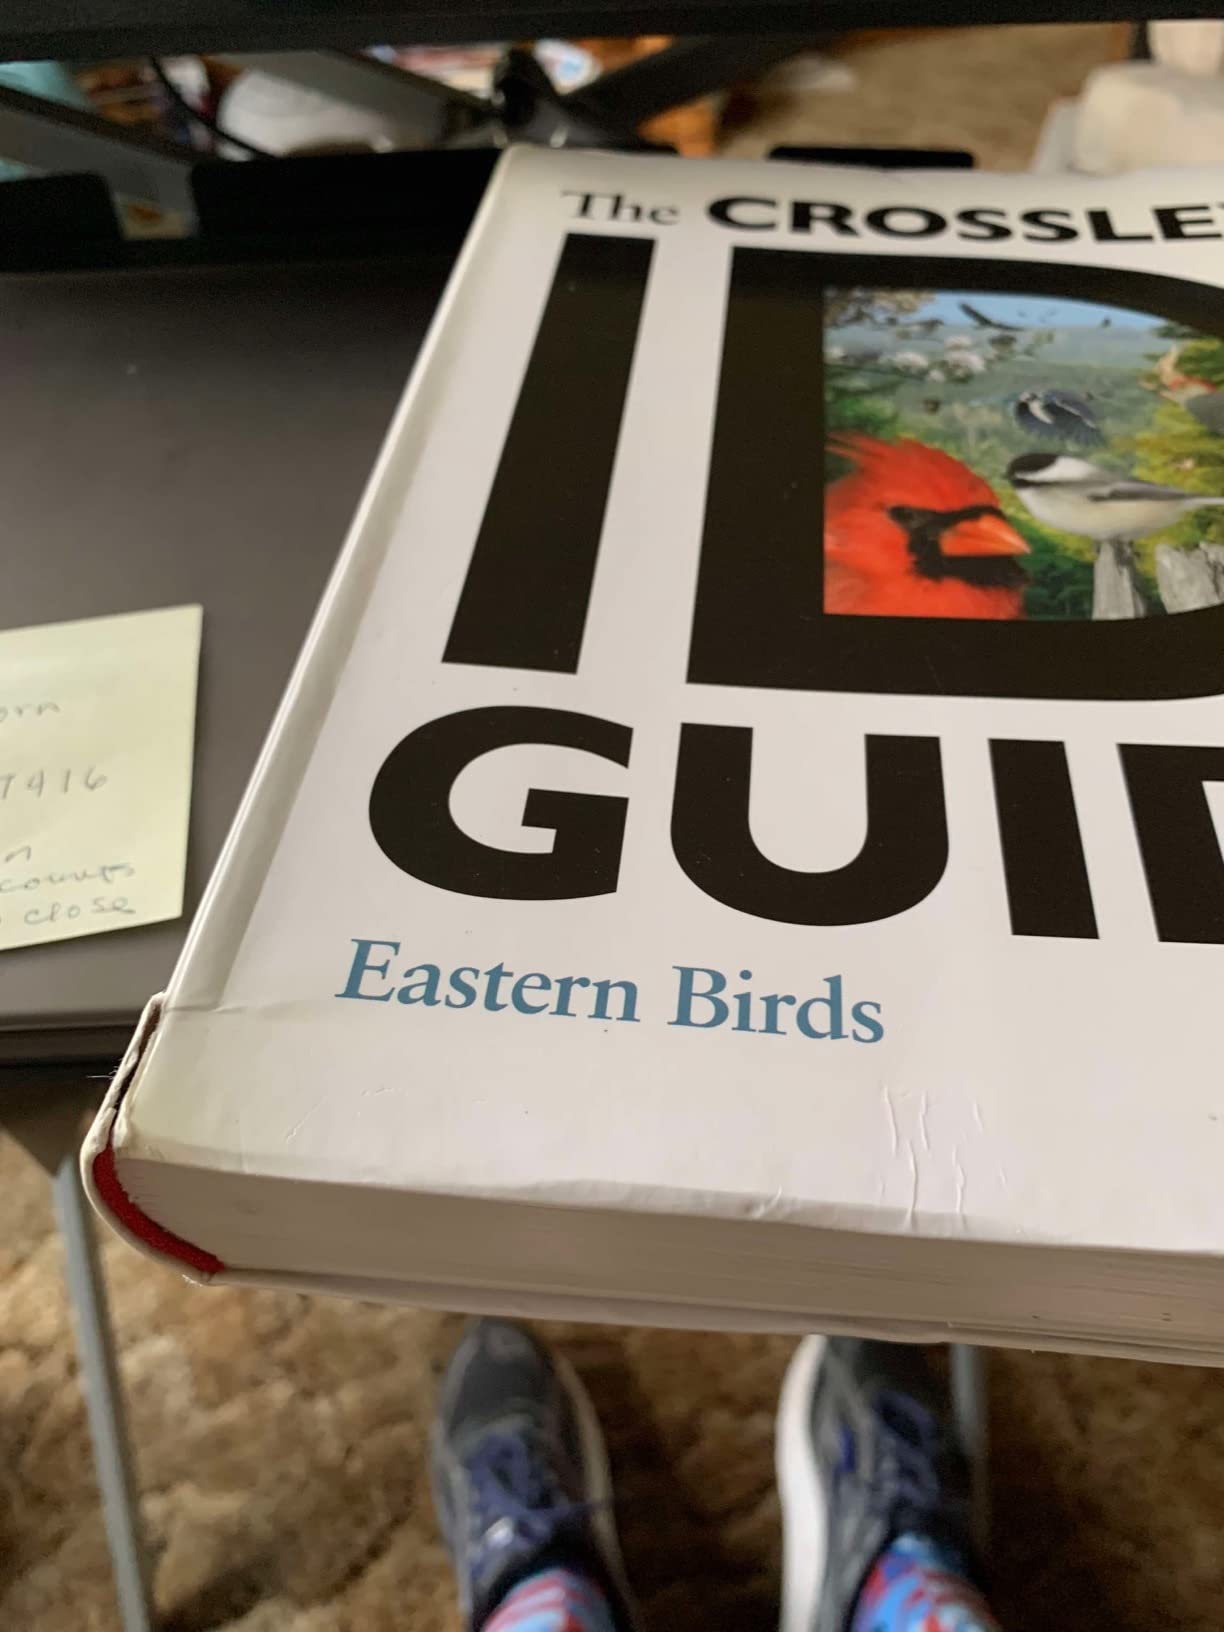 The CROSSLE
ID
GUI
Eastern Birds
orn
7416
n
counts
close